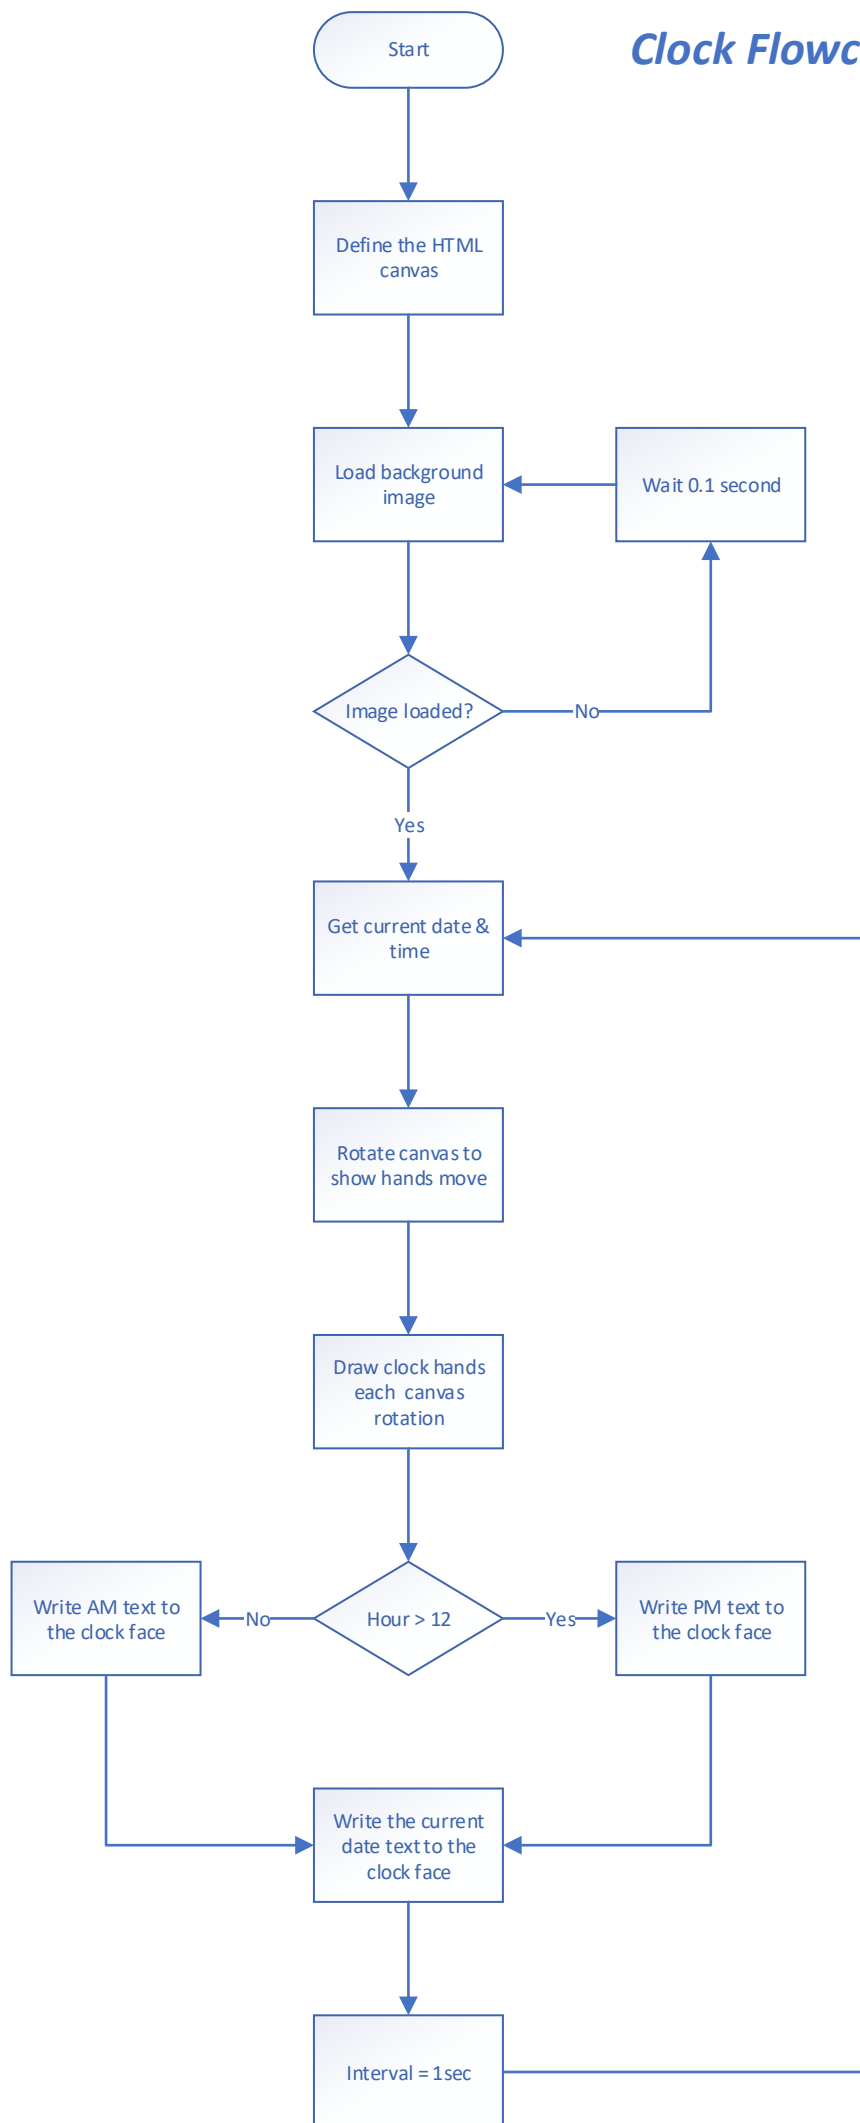 Start
Clock Flowc
Define the HTML
canvas
Load background
image
Wait 0.1 second
Image loaded?
No
Yes
Get current date &
time
Rotate canvas to
show hands move
Draw clock hands
each canvas
rotation
Write AM text to
the clock face
No
Hour > 12
Yes
Write PM text to
the clock face
Write the current
date text to the
clock face
Interval = 1sec